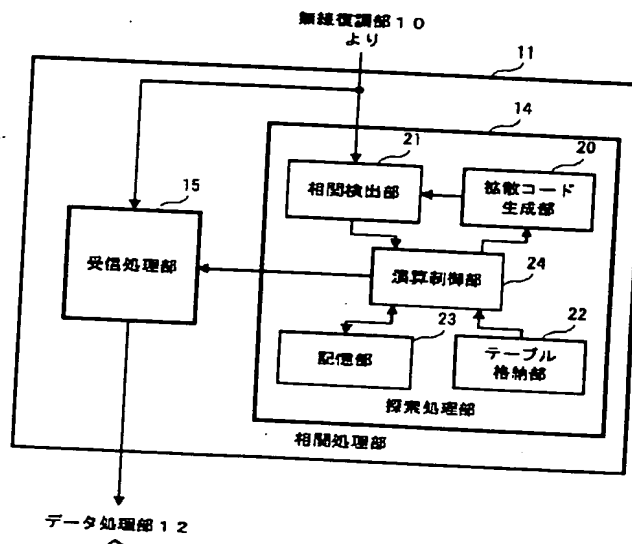 無線復調部10
より
11
14
21
20
15
相関検出部
拡散コード
生成部
受信処理部
演算制御部
24
23
22
記憶部
テーブル
格納部
探索処理部
相関処理部
データ処理部12